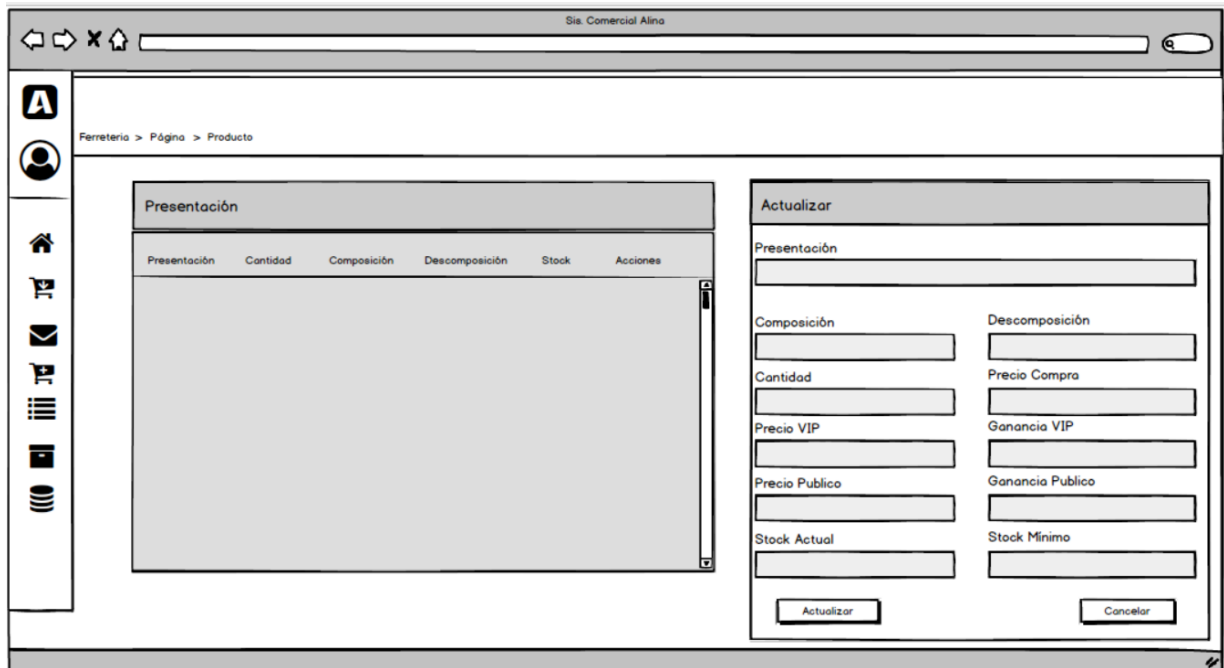 Sis. Comercial Alina
A
Ferreteria > Página > Producto
Presentación
Presentación Cantidad Composición Descomposición Stock Acciones
Actualizar
Presentación
Composición Descomposición
Cantidad Precio Compra
Precio VIP Ganancia VIP
Precio Publico Ganancia Publico
Stock Actual Stock Mínimo
Actualizar Cancelar